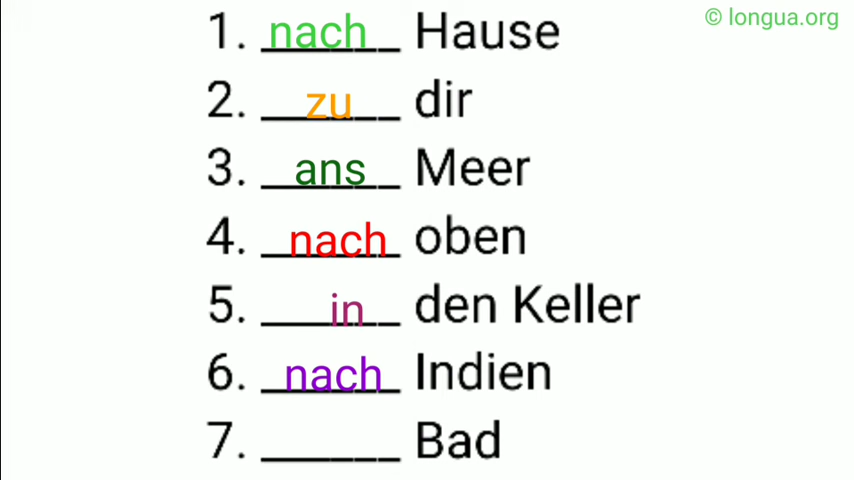 © longua.org
1. nach Hause
2. zu dir
3. ans Meer
4. nach oben
5. in den Keller
6. nach Indien
7. ______ Bad